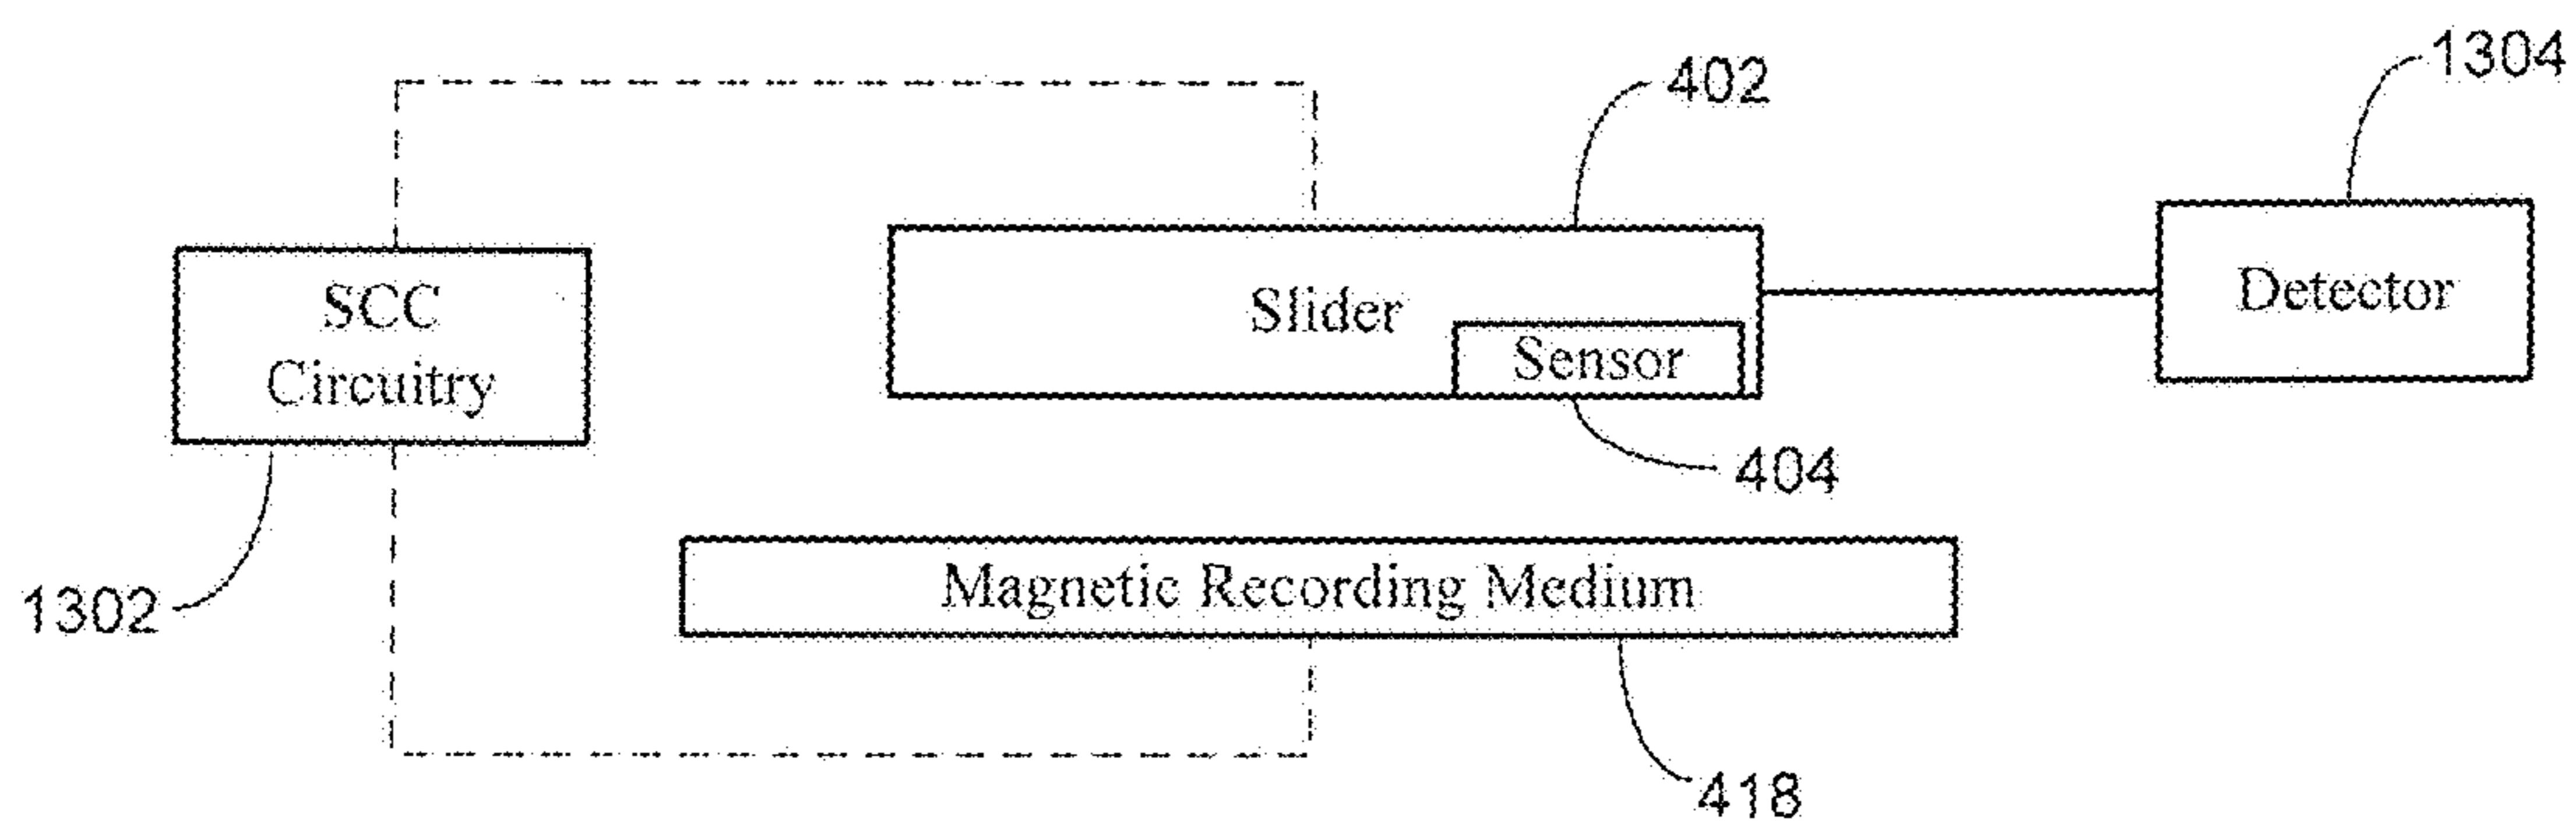 1304
402
SCC
Circuitry
Slider
Detector
Sensor
404
Magnetic Recording Medium
1302
418